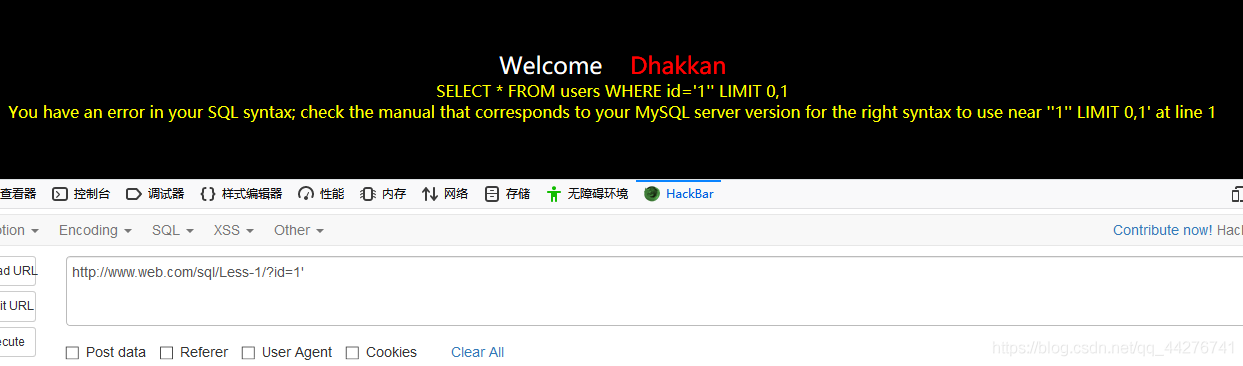 Welcome Dhakkan
SELECT * FROM users WHERE id='1'' LIMIT 0,1
You have an error in your SQL syntax; check the manual that corresponds to your MySQL server version for the right syntax to use near ''1'' LIMIT 0,1' at line 1
查看器 控制台 调试器 {} 样式编辑器 性能 内存 网络 存储 无障碍环境 HackBar
ption Encoding SQL XSS Other Contribute now! Hac
ad URL
http://www.web.com/sql/Less-1/?id=1'
it URL
ecute
Post data Referer User Agent Cookies Clear All
https://blog.csdn.net/qq_44276741